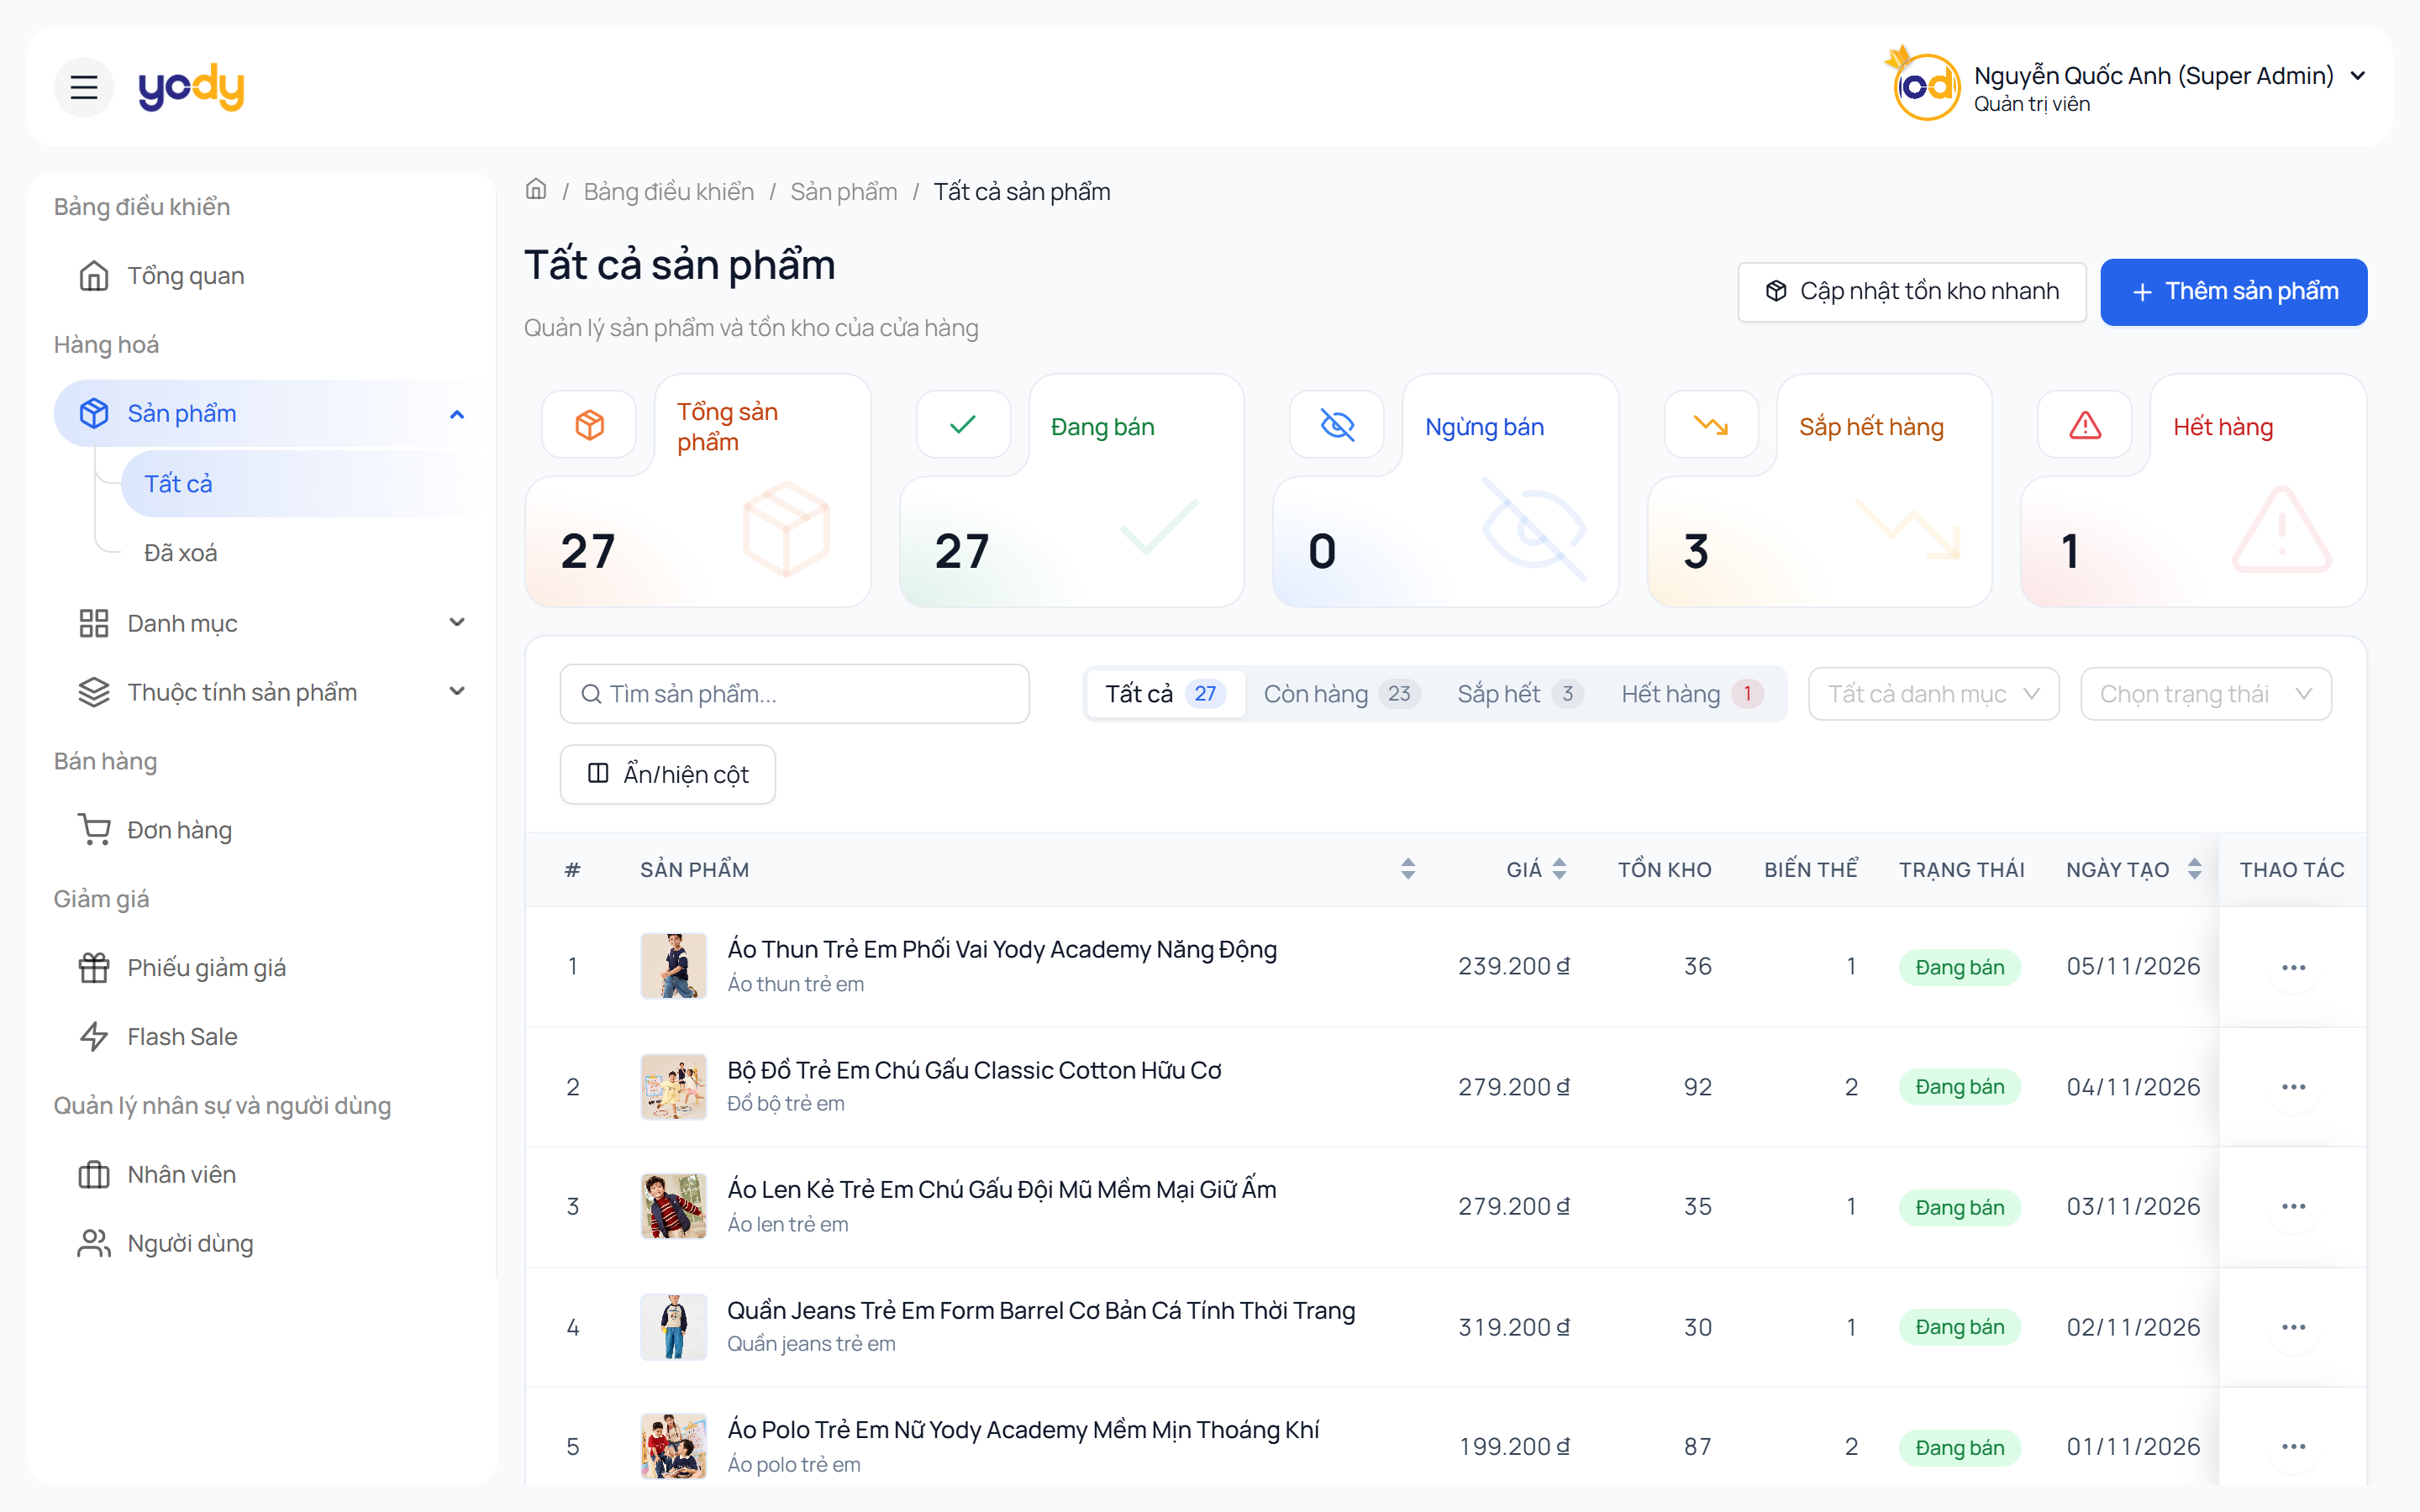 yody
Nguyễn Quốc Anh (Super Admin)
Quản trị viên
Bảng điều khiển
Tổng quan
Hàng hoá
Sản phẩm
Tất cả
Đã xoá
Danh mục
Thuộc tính sản phẩm
Bán hàng
Đơn hàng
Giảm giá
Phiếu giảm giá
Flash Sale
Quản lý nhân sự và người dùng
Nhân viên
Người dùng
/ Bảng điều khiển / Sản phẩm / Tất cả sản phẩm
Tất cả sản phẩm
Quản lý sản phẩm và tồn kho của cửa hàng
Cập nhật tồn kho nhanh
+ Thêm sản phẩm
Tổng sản
phẩm
27
Đang bán
27
Ngừng bán
0
Sắp hết hàng
3
Hết hàng
1
Tìm sản phẩm...
Tất cả 27 Còn hàng 23 Sắp hết 3 Hết hàng 1
Tất cả danh mục
Chọn trạng thái
Ẩn/hiện cột
# SẢN PHẨM GIÁ TỒN KHO BIẾN THỂ TRẠNG THÁI NGÀY TẠO THAO TÁC
1 Áo Thun Trẻ Em Phối Vai Yody Academy Năng Động 239.200 ₫ 36 1 Đang bán 05/11/2026
Áo thun trẻ em
2 Bộ Đồ Trẻ Em Chú Gấu Classic Cotton Hữu Cơ 279.200 ₫ 92 2 Đang bán 04/11/2026
Đồ bộ trẻ em
3 Áo Len Kẻ Trẻ Em Chú Gấu Đội Mũ Mềm Mại Giữ Ấm 279.200 ₫ 35 1 Đang bán 03/11/2026
Áo len trẻ em
4 Quần Jeans Trẻ Em Form Barrel Cơ Bản Cá Tính Thời Trang 319.200 ₫ 30 1 Đang bán 02/11/2026
Quần jeans trẻ em
5 Áo Polo Trẻ Em Nữ Yody Academy Mềm Mịn Thoáng Khí 199.200 ₫ 87 2 Đang bán 01/11/2026
Áo polo trẻ em